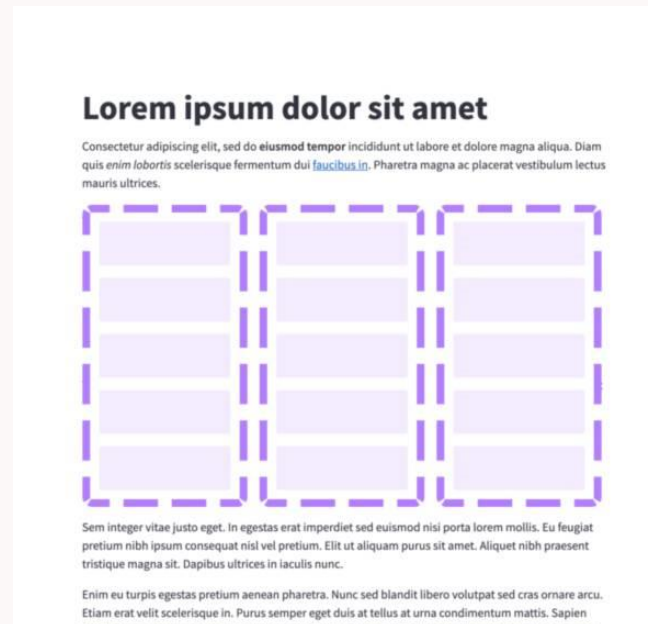 Lorem ipsum dolor sit amet
Consectetur adipiscing elit, sed do eiusmod tempor incididunt ut labore et dolore magna aliqua. Diam
quis enim lobortis scelerisque fermentum dui faucibus in. Pharetra magna ac placerat vestibulum lectus
mauris ultrices.
Sem integer vitae justo eget. In egestas erat imperdiet sed euismod nisi porta lorem mollis. Eu feugiat
pretium nibh ipsum consequat nisl vel pretium. Elit ut aliquam purus sit amet. Aliquet nibh praesent
tristique magna sit. Dapibus ultrices in iaculis nunc.
Enim eu turpis egestas pretium aenean pharetra. Nunc sed blandit libero volutpat sed cras ornare arcu.
Etiam erat velit scelerisque in. Purus semper eget duis at tellus at urna condimentum mattis. Sapien